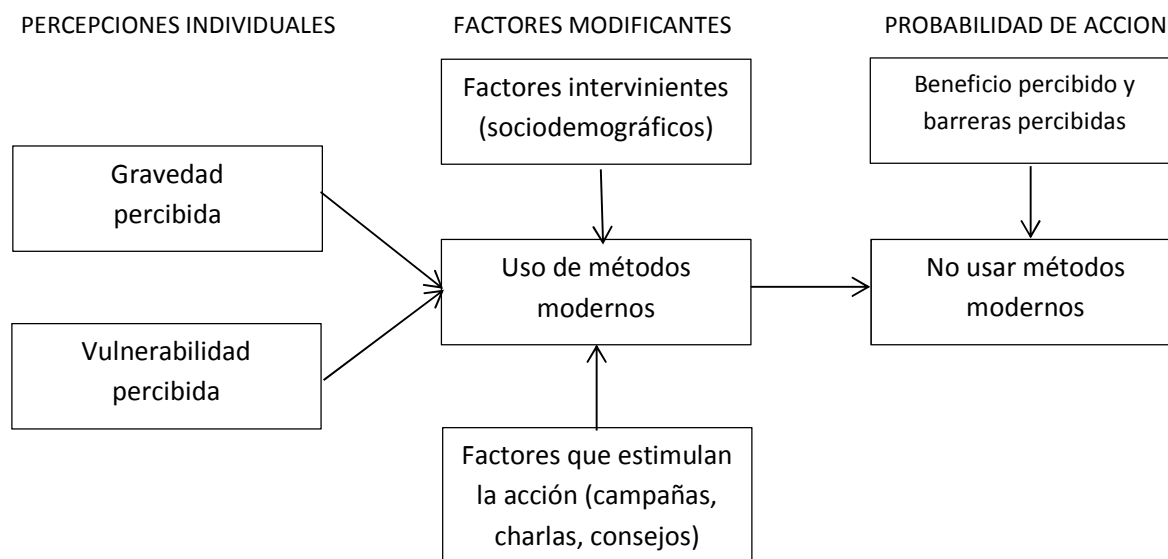 PERCEPCIONES INDIVIDUALES
FACTORES MODIFICANTES
PROBABILIDAD DE ACCION
Factores intervinientes
(sociodemográficos)
Beneficio percibido y
barreras percibidas
Gravedad
percibida
Uso de métodos
modernos
No usar métodos
modernos
Vulnerabilidad
percibida
Factores que estimulan
la acción (campañas,
charlas, consejos)